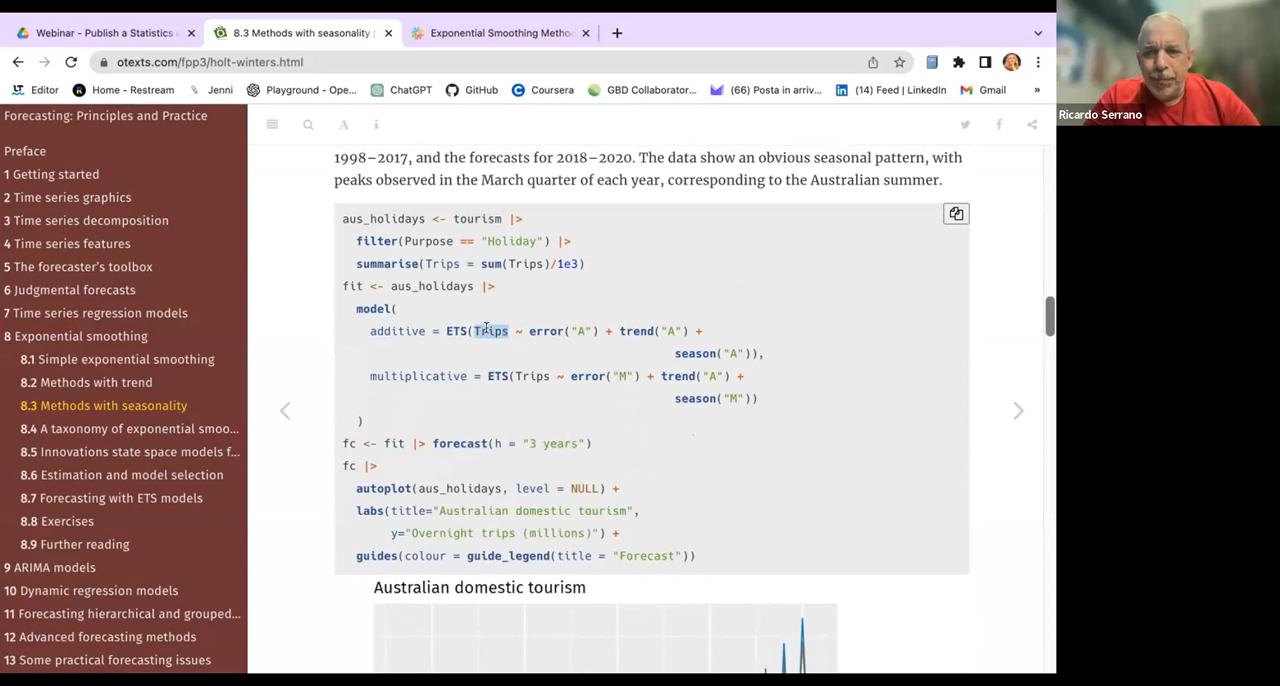 Webinar - Publish a Statistics
8.3 Methods with seasonality |
Exponential Smoothing Metho
otexts.com/fpp3/holt-winters.html
Editor
Home - Restream
Jenni
Playground - Ope...
ChatGPT
GitHub
Coursera
GBD Collaborator...
(66) Posta in arriv...
(14) Feed | LinkedIn
Gmail
»
Ricardo Serrano
Forecasting: Principles and Practice
Preface
1 Getting started
2 Time series graphics
3 Time series decomposition
4 Time series features
5 The forecaster's toolbox
6 Judgmental forecasts
7 Time series regression models
8 Exponential smoothing
8.1 Simple exponential smoothing
8.2 Methods with trend
8.3 Methods with seasonality
8.4 A taxonomy of exponential smoo...
8.5 Innovations state space models f...
8.6 Estimation and model selection
8.7 Forecasting with ETS models
8.8 Exercises
8.9 Further reading
9 ARIMA models
10 Dynamic regression models
11 Forecasting hierarchical and grouped...
12 Advanced forecasting methods
13 Some practical forecasting issues
1998–2017, and the forecasts for 2018–2020. The data show an obvious seasonal pattern, with
peaks observed in the March quarter of each year, corresponding to the Australian summer.
aus_holidays <- tourism |>
filter(Purpose == "Holiday") |>
summarise(Trips = sum(Trips)/1e3)
fit <- aus_holidays |>
model(
additive = ETS(Trips ~ error("A") + trend("A") +
season("A")),
multiplicative = ETS(Trips ~ error("M") + trend("A") +
season("M"))
)
fc <- fit |> forecast(h = "3 years")
fc |>
autoplot(aus_holidays, level = NULL) +
labs(title="Australian domestic tourism",
y="Overnight trips (millions)") +
guides(colour = guide_legend(title = "Forecast"))
Australian domestic tourism